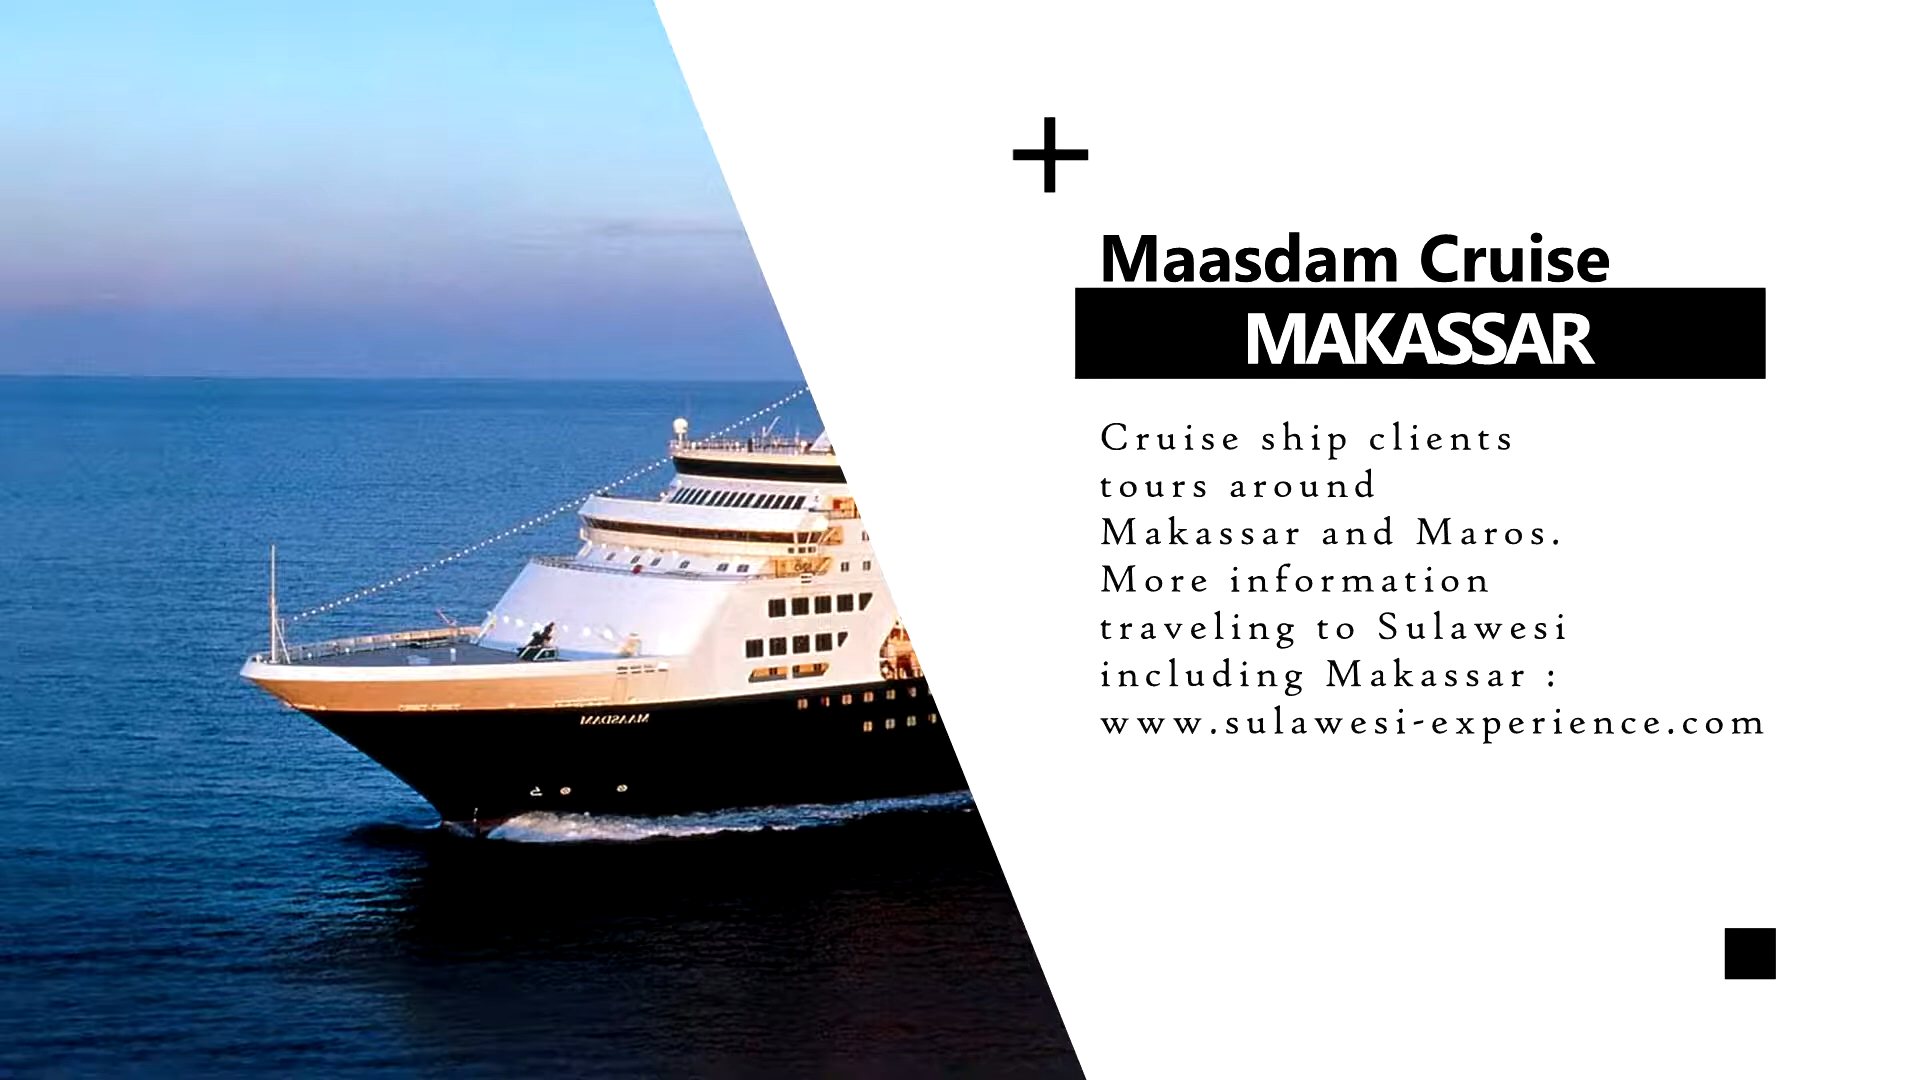 Maasdam Cruise
MAKASSAR
Cruise ship clients
tours around
Makassar and Maros.
More information
traveling to Sulawesi
including Makassar :
www.sulawesi-experience.com
MAASDAM